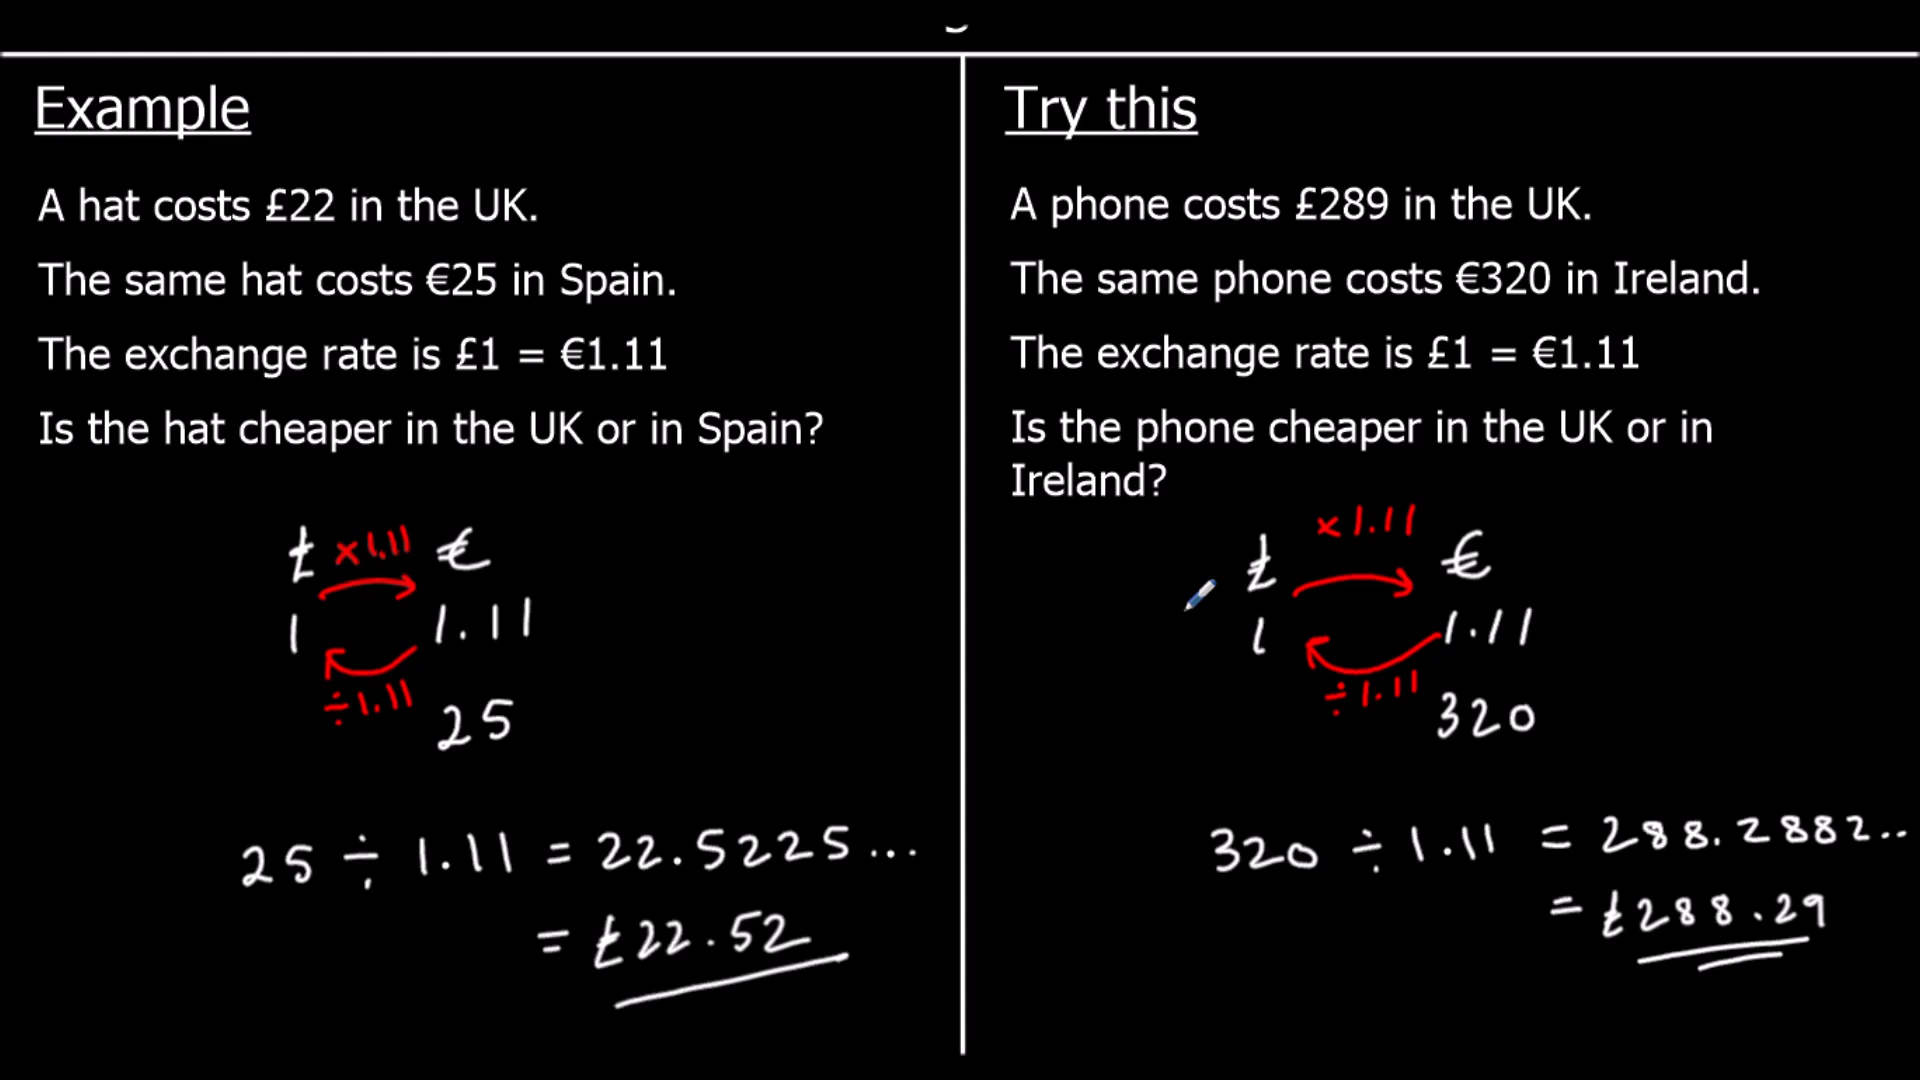 Example
A hat costs £22 in the UK.
The same hat costs €25 in Spain.
The exchange rate is £1 = €1.11
Is the hat cheaper in the UK or in Spain?
£ ×1.11 €
1 1.11
÷1.11
25
25 ÷ 1.11 = 22.5225...
= £22.52
Try this
A phone costs £289 in the UK.
The same phone costs €320 in Ireland.
The exchange rate is £1 = €1.11
Is the phone cheaper in the UK or in
Ireland?
×1.11
£ €
1 1.11
÷1.11
320
320 ÷ 1.11 = 288.2882..
= £288.29